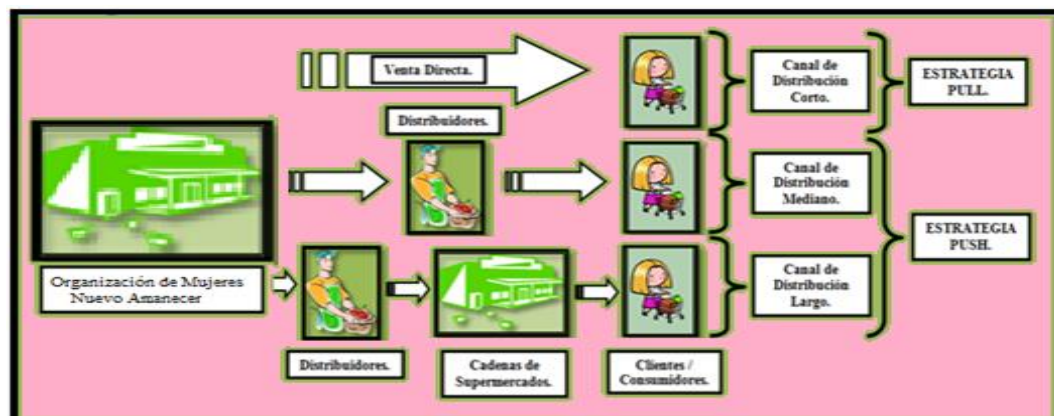 Venta Directa.
Canal de
Distribución
Corto.
ESTRATEGIA
PULL.
Distribuidores.
Canal de
Distribución
Mediano.
ESTRATEGIA
PUSH.
Organización de Mujeres
Nuevo Amanecer
Canal de
Distribución
Largo.
Distribuidores.
Cadenas de
Supermercados.
Clientes /
Consumidores.